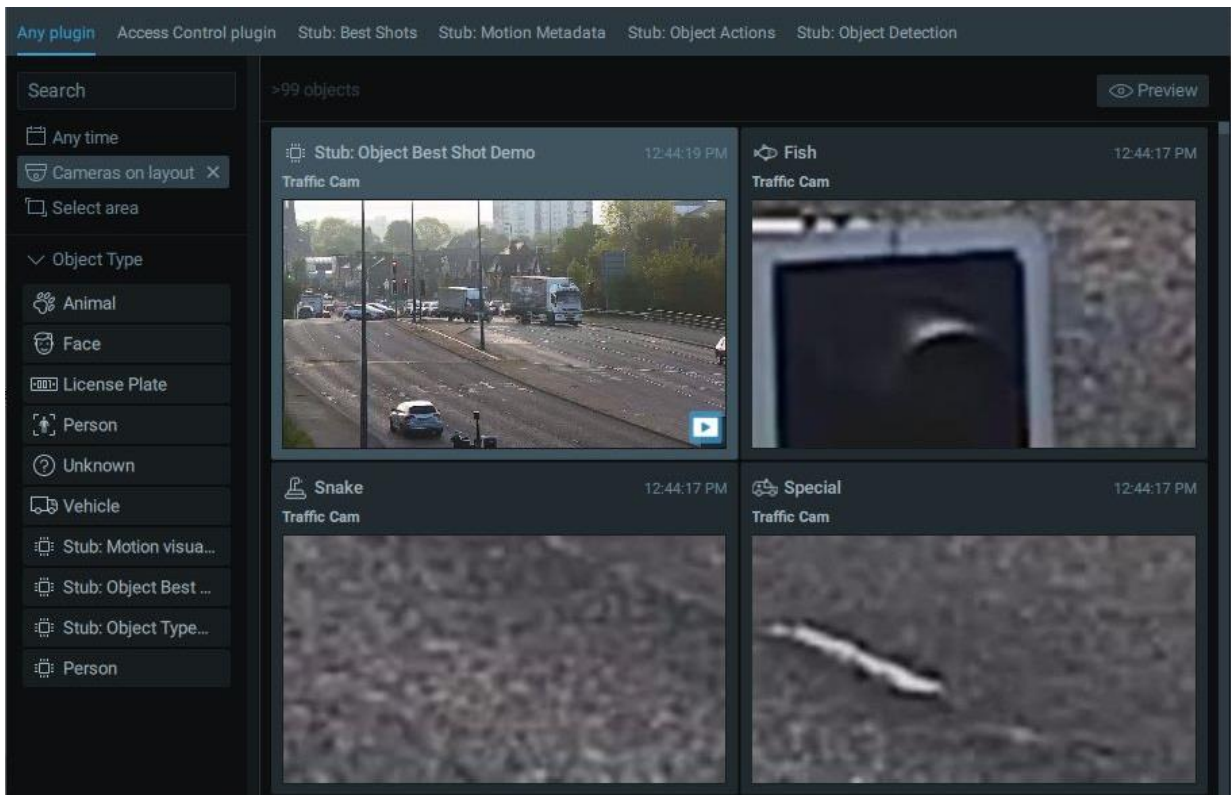 Any plugin Access Control plugin Stub: Best Shots Stub: Motion Metadata Stub: Object Actions Stub: Object Detection
Search
Any time
Cameras on layout
Select area
Object Type
Animal
Face
License Plate
Person
Unknown
Vehicle
Stub: Motion visua...
Stub: Object Best ...
Stub: Object Type...
Person
>99 objects
Preview
Stub: Object Best Shot Demo 12:44:19 PM
Traffic Cam
Fish 12:44:17 PM
Traffic Cam
Snake 12:44:17 PM
Traffic Cam
Special 12:44:17 PM
Traffic Cam